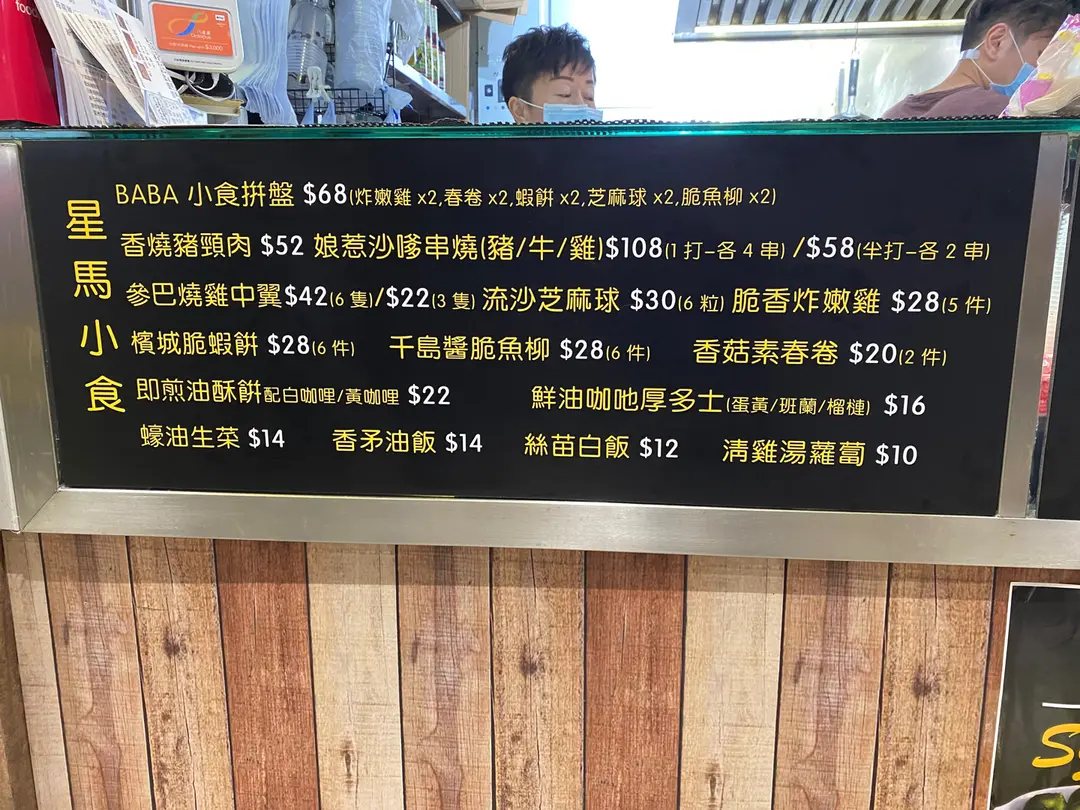 星馬小食
BABA 小食拼盤 $68(炸嫩雞 x2,春卷 x2,蝦餅 x2,芝麻球 x2,脆魚柳 x2)
香燒豬頸肉 $52 娘惹沙嗲串燒(豬/牛/雞)$108(1 打–各 4 串) /$58(半打–各 2 串)
參巴燒雞中翼$42(6 隻)/$22(3 隻) 流沙芝麻球 $30(6 粒) 脆香炸嫩雞 $28(5 件)
檳城脆蝦餅 $28(6 件) 千島醬脆魚柳 $28(6 件) 香菇素春卷 $20(2 件)
即煎油酥餅配白咖哩/黃咖哩 $22 鮮油咖吔厚多士(蛋黃/班蘭/榴槤) $16
蠔油生菜 $14 香矛油飯 $14 絲苗白飯 $12 清雞湯蘿蔔 $10